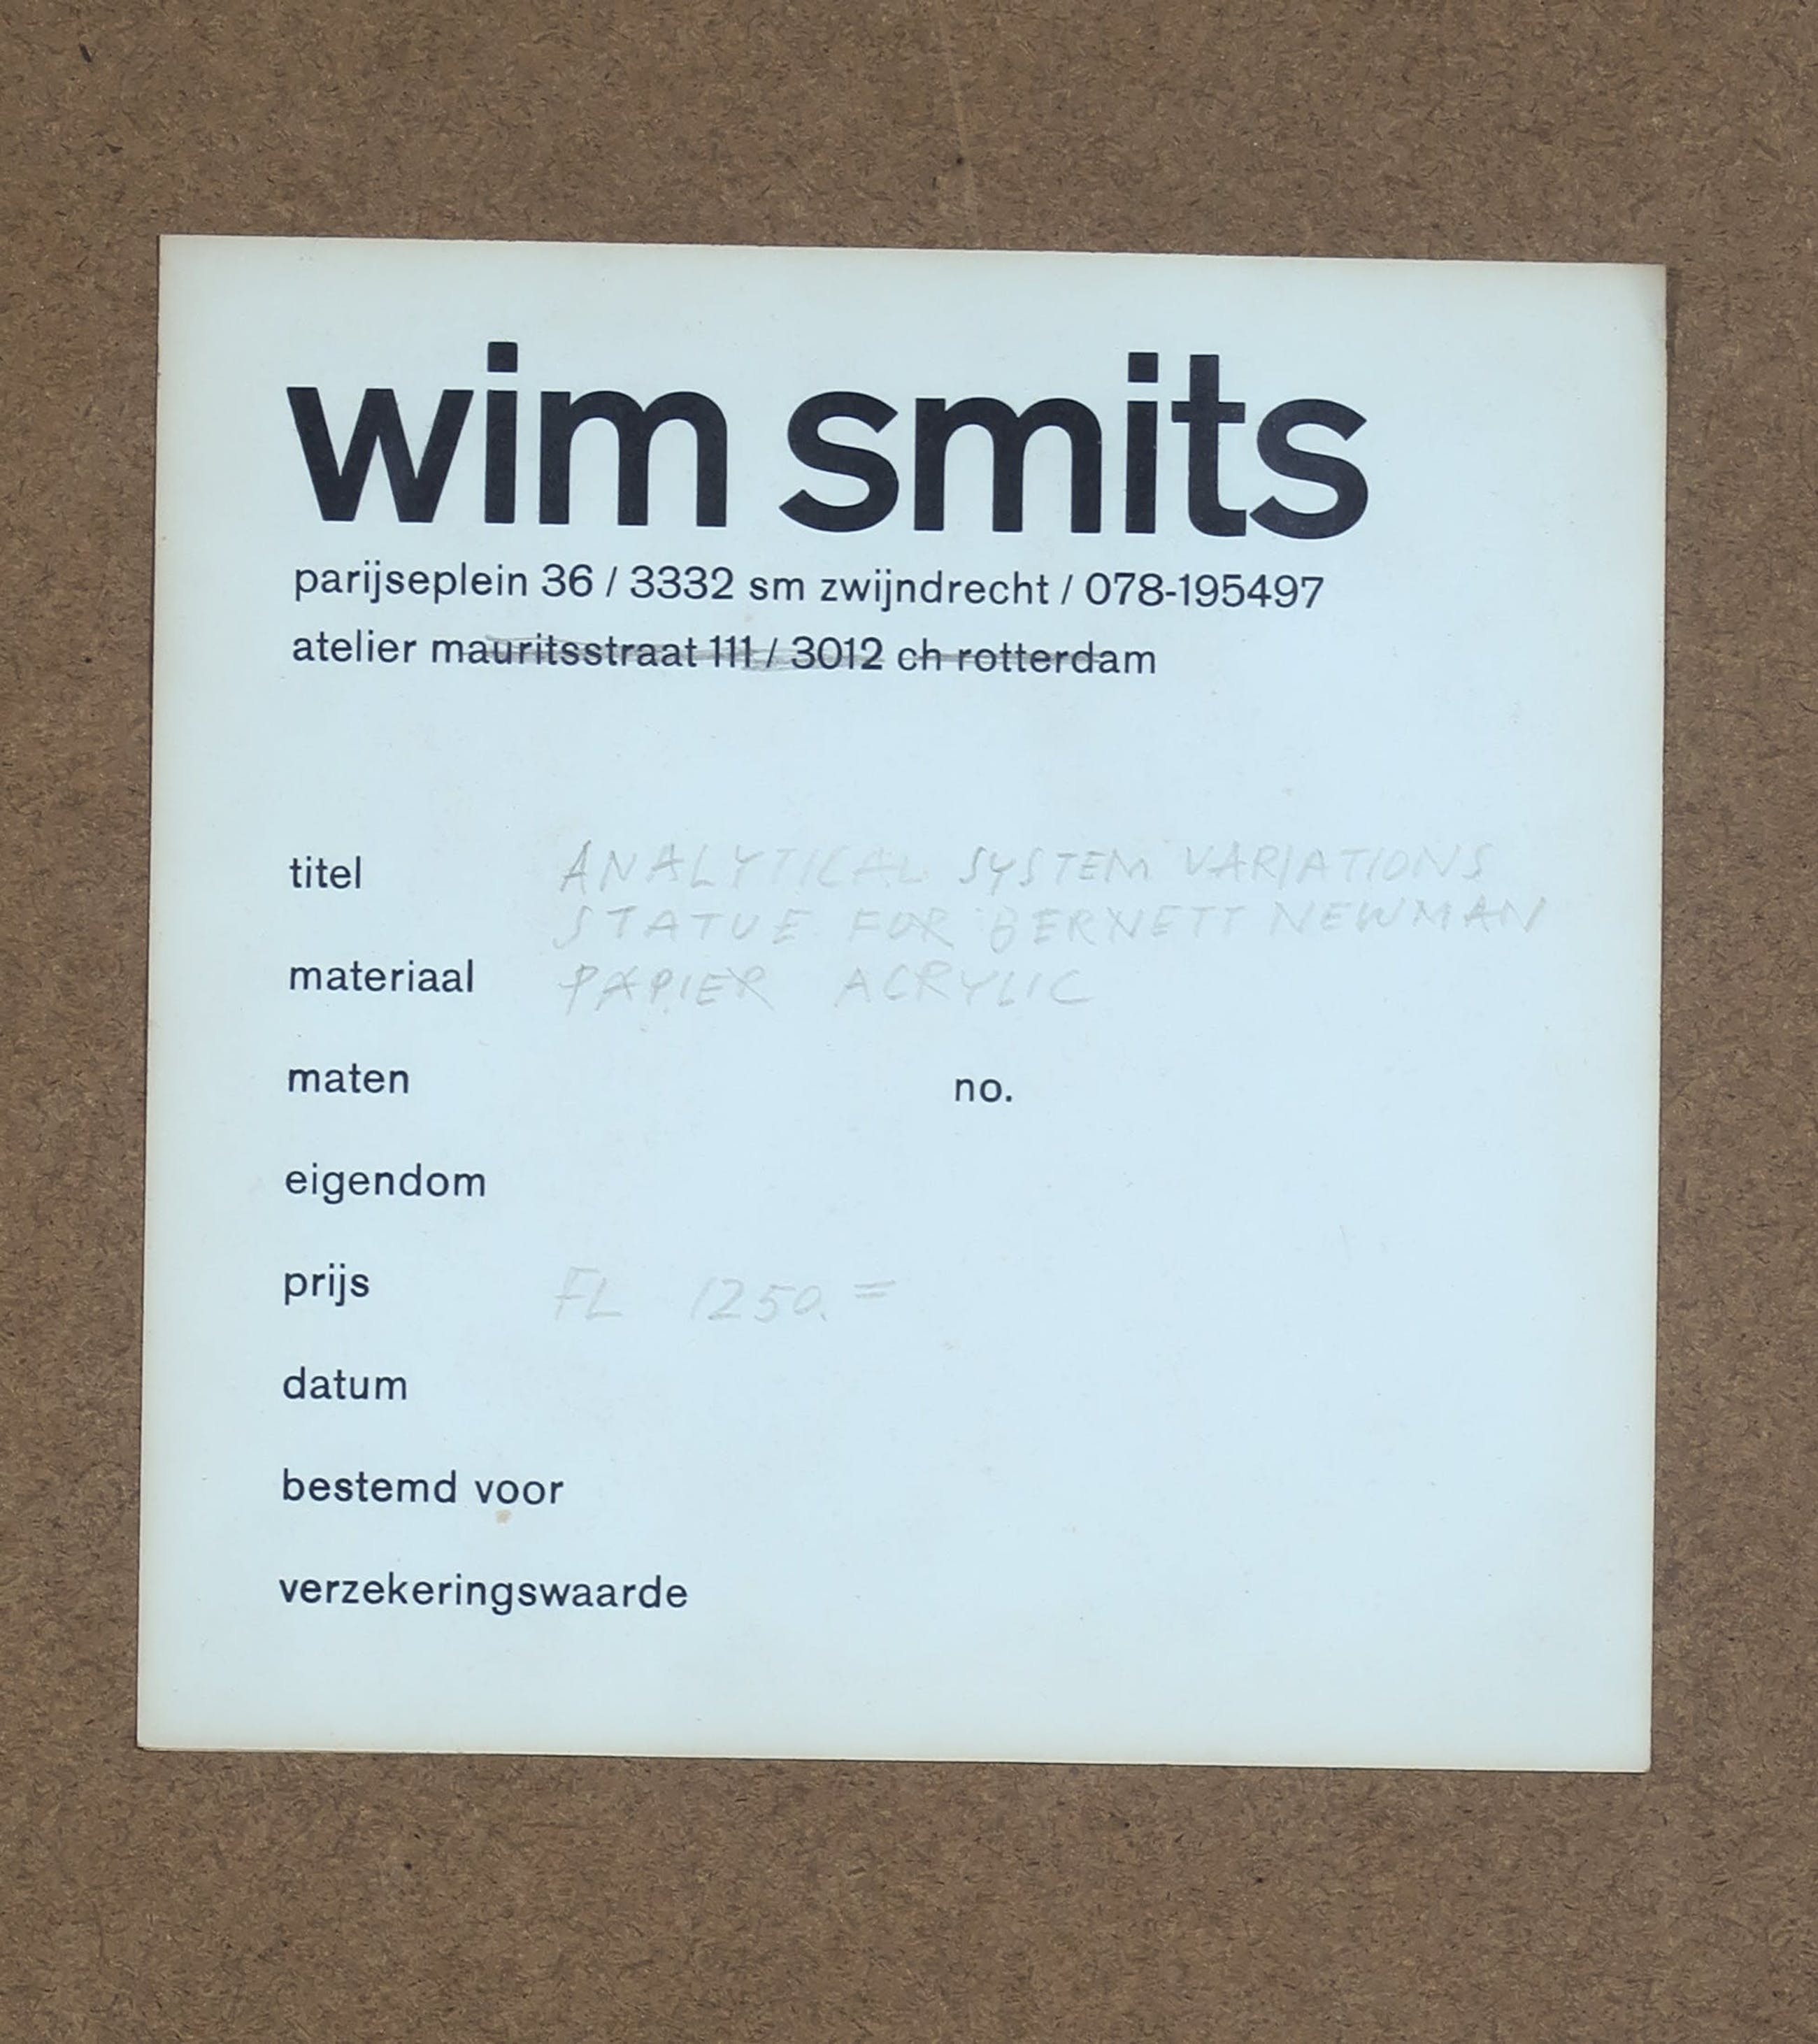 wim smits
parijseplein 36 / 3332 sm zwijndrecht / 078-195497
atelier mauritsstraat 111 / 3012 ch rotterdam
titel ANALYTICAL SYSTEM VARIATIONS
STATUE FOR BERNETT NEWMAN
materiaal PAPIER ACRYLIC
maten no.
eigendom
prijs FL 1250.=
datum
bestemd voor
verzekeringswaarde